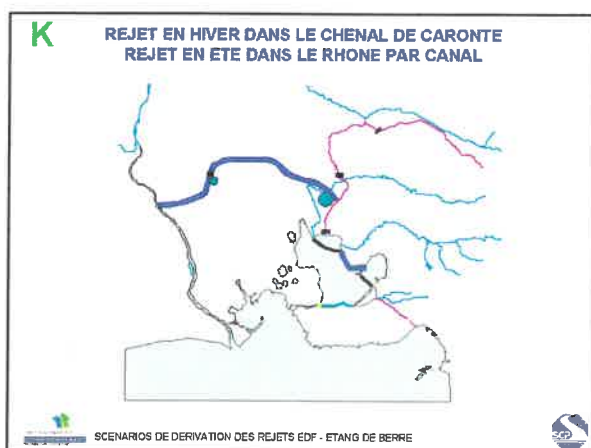 K
REJET EN HIVER DANS LE CHENAL DE CARONTE
REJET EN ETE DANS LE RHONE PAR CANAL
SCENARIOS DE DERIVATION DES REJETS EDF - ETANG DE BERRE
SCP